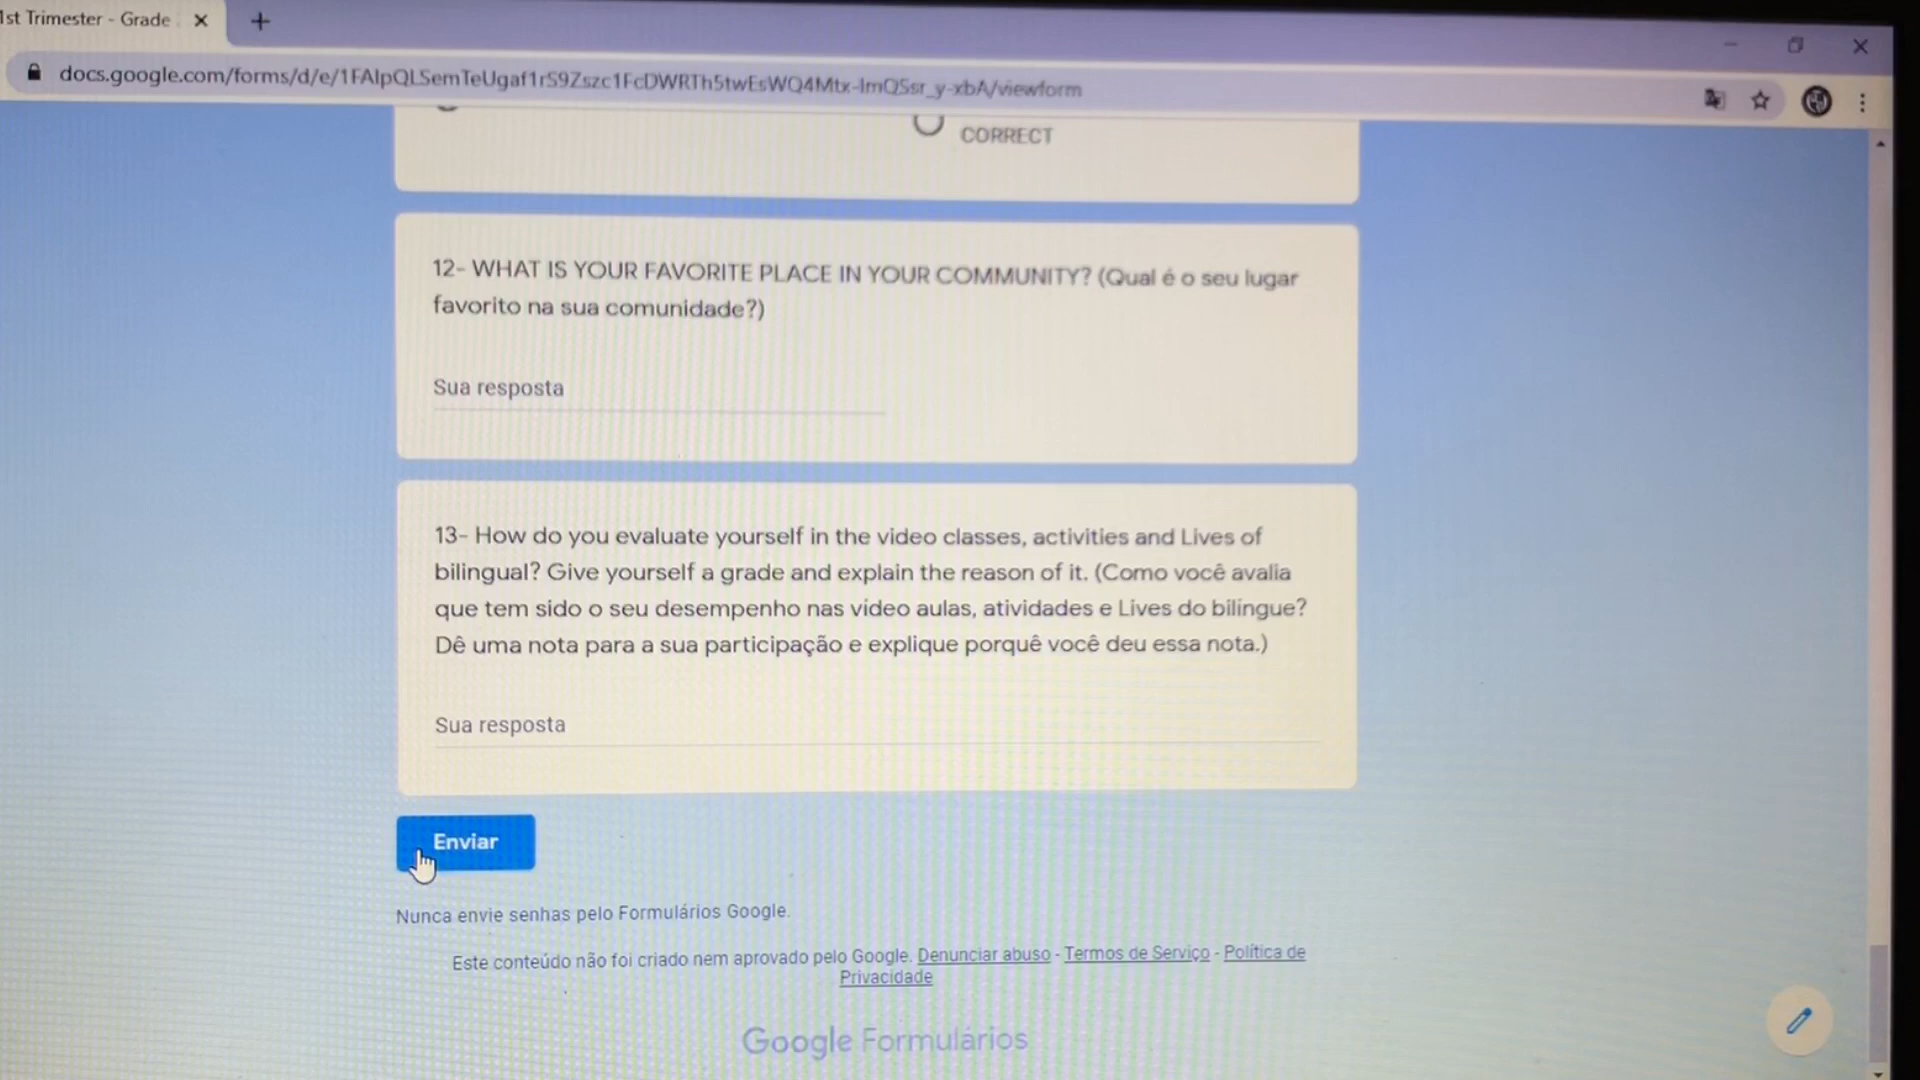 1st Trimester - Grade
docs.google.com/forms/d/e/1FAIpQLSemTeUgaf1rS9Zszc1FcDWRTh5twEsWQ4Mtx-lmQSsr_y-xbA/viewform
CORRECT
12- WHAT IS YOUR FAVORITE PLACE IN YOUR COMMUNITY? (Qual é o seu lugar
favorito na sua comunidade?)
Sua resposta
13- How do you evaluate yourself in the video classes, activities and Lives of
bilingual? Give yourself a grade and explain the reason of it. (Como você avalia
que tem sido o seu desempenho nas video aulas, atividades e Lives do bilíngue?
Dê uma nota para a sua participação e explique porquê você deu essa nota.)
Sua resposta
Enviar
Nunca envie senhas pelo Formulários Google.
Este conteúdo não foi criado nem aprovado pelo Google. Denunciar abuso - Termos de Serviço - Política de
Privacidade
Google Formulários